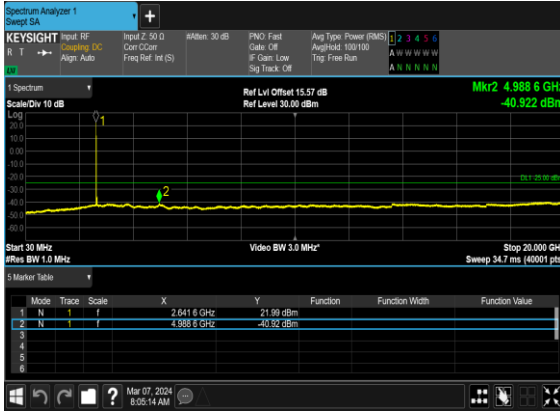 Spectrum Analyzer 1
Swept SA
+
KEYSIGHT Input: RF Input Z: 50 Ω #Atten: 30 dB PNO: Fast Avg Type: Power (RMS) 1 2 3 4 5 6
R T Coupling: DC Corr CCorr Gate: Off Avg|Hold: 100/100 A W W W W W
Align: Auto Freq Ref: Int (S) IF Gain: Low Trig: Free Run
Sig Track: Off A N N N N N
1 Spectrum Ref Lvl Offset 15.57 dB Mkr2 4.988 6 GHz
Scale/Div 10 dB Ref Level 30.00 dBm -40.922 dBm
Log
20.0
10.0
0.00
-10.0
-20.0
-30.0
-40.0
-50.0
-60.0
1
2
DL1 -25.00 dBm
Start 30 MHz Video BW 3.0 MHz* Stop 20.000 GH
#Res BW 1.0 MHz Sweep 34.7 ms (40001 pts
5 Marker Table
Mode Trace Scale X Y Function Function Width Function Value
1 N 1 f 2.641 6 GHz 21.99 dBm
2 N 1 f 4.988 6 GHz -40.92 dBm
3
4
5
6
? Mar 07, 2024
8:05:14 AM